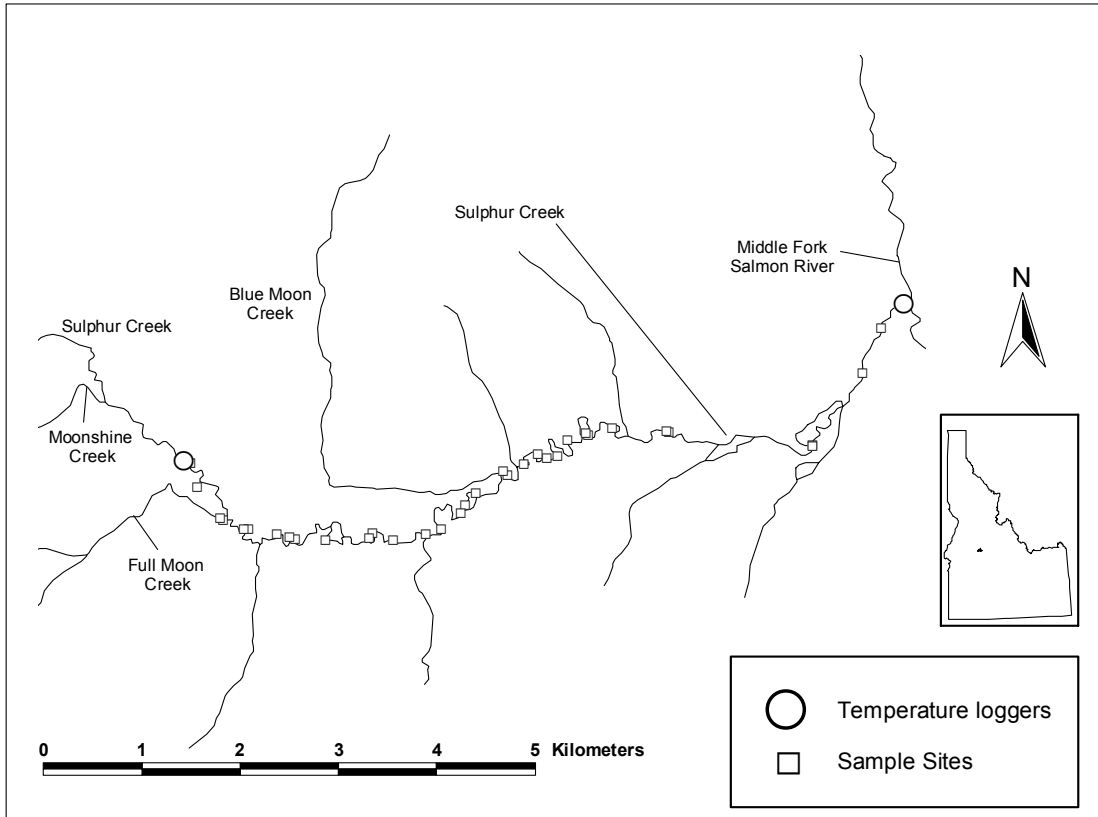 Sulphur Creek
Middle Fork
Salmon River
N
Blue Moon
Creek
Sulphur Creek
Moonshine
Creek
Full Moon
Creek
0 1 2 3 4 5 Kilometers
Temperature loggers
Sample Sites